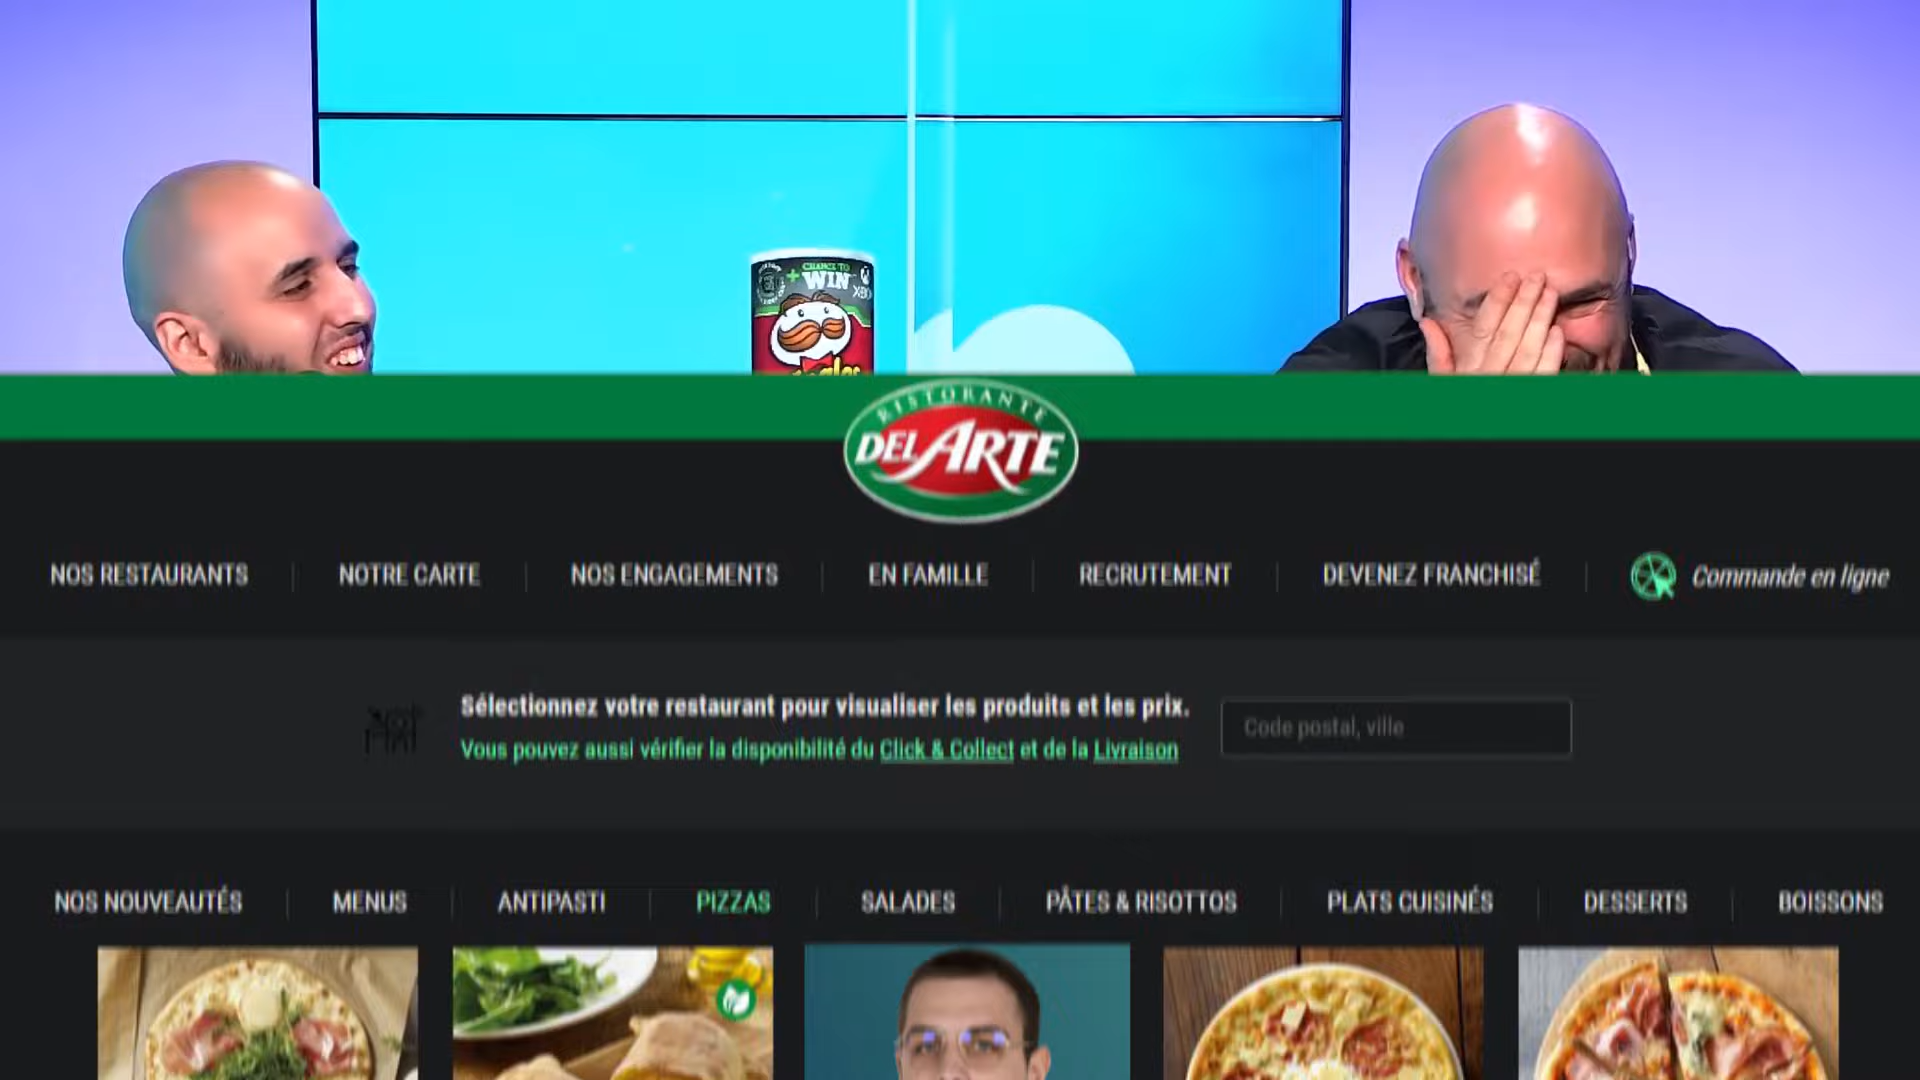 + CHANCE TO
WIN
XBO
RISTORANTE
DEL ARTE
NOS RESTAURANTS
NOTRE CARTE
NOS ENGAGEMENTS
EN FAMILLE
RECRUTEMENT
DEVENEZ FRANCHISÉ
Commande en ligne
Sélectionnez votre restaurant pour visualiser les produits et les prix.
Code postal, ville
Vous pouvez aussi vérifier la disponibilité du Click & Collect et de la Livraison
NOS NOUVEAUTÉS
MENUS
ANTIPASTI
PIZZAS
SALADES
PÂTES & RISOTTOS
PLATS CUISINÉS
DESSERTS
BOISSONS